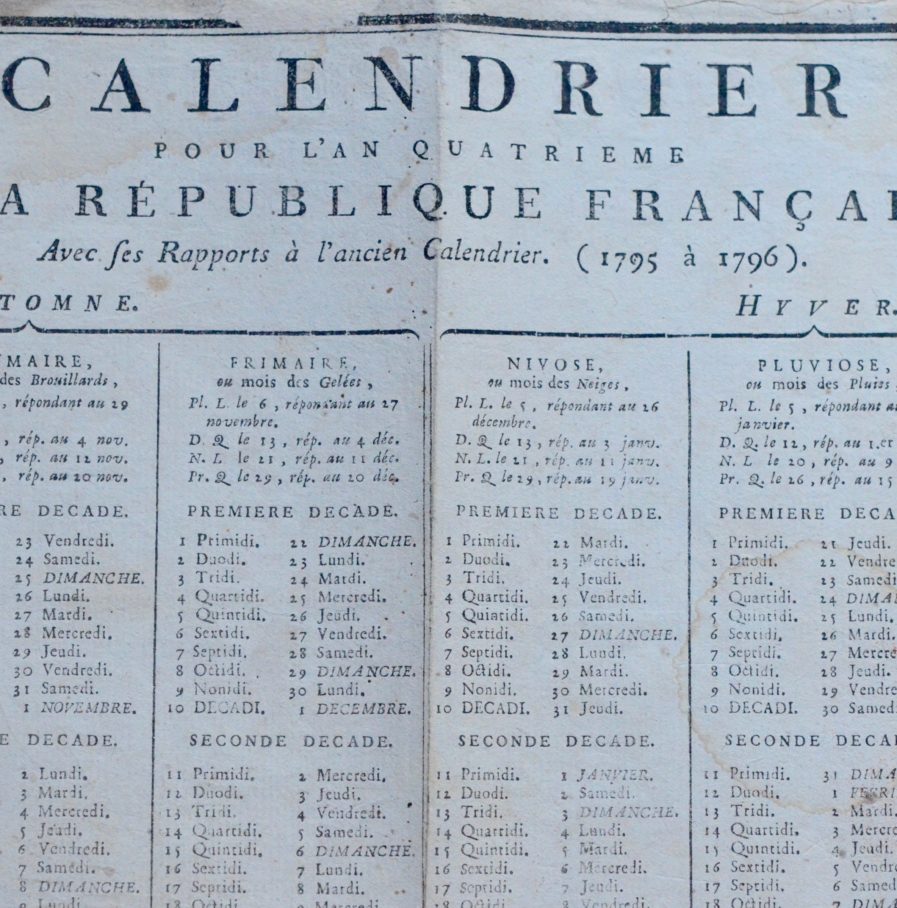 CALENDRIER
POUR L'AN QUATRIEME
A RÉPUBLIQUE FRANÇAI
Avec ſes Rapports à l'ancien Calendrier. (1795 à 1796).
TOMNE.
HYVER.
MAIRE,
des Brouillards,
, répondant au 29
, rép. au 4 nov.
, rép. au 12 nov.
, rép. au 20 nov.
RE DECADE.
23 Vendredi.
24 Samedi.
25 DIMANCHE.
26 Lundi.
27 Mardi.
28 Mercredi.
29 Jeudi.
30 Vendredi.
31 Samedi.
1 NOVEMBRE.
E DECADE.
2 Lundi.
3 Mardi.
4 Mercredi.
5 Jeudi.
6 Vendredi.
7 Samedi.
8 DIMANCHE.
9 Lundi.
FRIMAIRE,
ou mois des Gelées,
Pl. L. le 6, répondant au 27
novembre.
D. Q. le 13, rép. au 4 déc.
N. L. le 21, rép. au 11 déc.
Pr. Q. le 29, rép. au 20 déc.
PREMIERE DECADE.
1 Primidi. 22 DIMANCHE.
2 Duodi. 23 Lundi.
3 Tridi. 24 Mardi.
4 Quartidi. 25 Mercredi.
5 Quintidi. 26 Jeudi.
6 Sextidi. 27 Vendredi.
7 Septidi. 28 Samedi.
8 Octidi. 29 DIMANCHE.
9 Nonidi. 30 Lundi.
10 DECADI. 1 DECEMBRE.
SECONDE DECADE.
11 Primidi. 2 Mercredi.
12 Duodi. 3 Jeudi.
13 Tridi. 4 Vendredi.
14 Quartidi. 5 Samedi.
15 Quintidi. 6 DIMANCHE.
16 Sextidi. 7 Lundi.
17 Septidi. 8 Mardi.
18 Octidi. 9 Mercredi.
NIVOSE,
ou mois des Neiges,
Pl. L. le 5, répondant au 26
décembre.
D. Q. le 13, rép. au 3 janv.
N. L. le 21, rép. au 11 janv.
Pr. Q. le 29, rép. au 19 janv.
PREMIERE DECADE.
1 Primidi. 22 Mardi.
2 Duodi. 23 Mercredi.
3 Tridi. 24 Jeudi.
4 Quartidi. 25 Vendredi.
5 Quintidi. 26 Samedi.
6 Sextidi. 27 DIMANCHE.
7 Septidi. 28 Lundi.
8 Octidi. 29 Mardi.
9 Nonidi. 30 Mercredi.
10 DECADI. 31 Jeudi.
SECONDE DECADE.
11 Primidi. 1 JANVIER.
12 Duodi. 2 Samedi.
13 Tridi. 3 DIMANCHE.
14 Quartidi. 4 Lundi.
15 Quintidi. 5 Mardi.
16 Sextidi. 6 Mercredi.
17 Septidi. 7 Jeudi.
18 Octidi. 8 Vendredi.
PLUVIOSE,
ou mois des Pluies,
Pl. L. le 5, répondant au
janvier.
D. Q. le 12, rép. au 1.er
N. L le 20, rép. au 9
Pr. Q. le 26, rép. au 15
PREMIERE DECA
1 Primidi. 21 Jeudi.
2 Duodi. 22 Vendre
3 Tridi. 23 Samedi
4 Quartidi. 24 DIMA
5 Quintidi. 25 Lundi.
6 Sextidi. 26 Mardi.
7 Septidi. 27 Mercre
8 Octidi. 28 Jeudi.
9 Nonidi. 29 Vendre
10 DECADI. 30 Samed
SECONDE DECA
11 Primidi. 31 DIMA
12 Duodi. 1 FEVRI
13 Tridi. 2 Mardi.
14 Quartidi. 3 Mercre
15 Quintidi. 4 Jeudi.
16 Sextidi. 5 Vendre
17 Septidi. 6 Samedi
18 Octidi. 7 DIMA